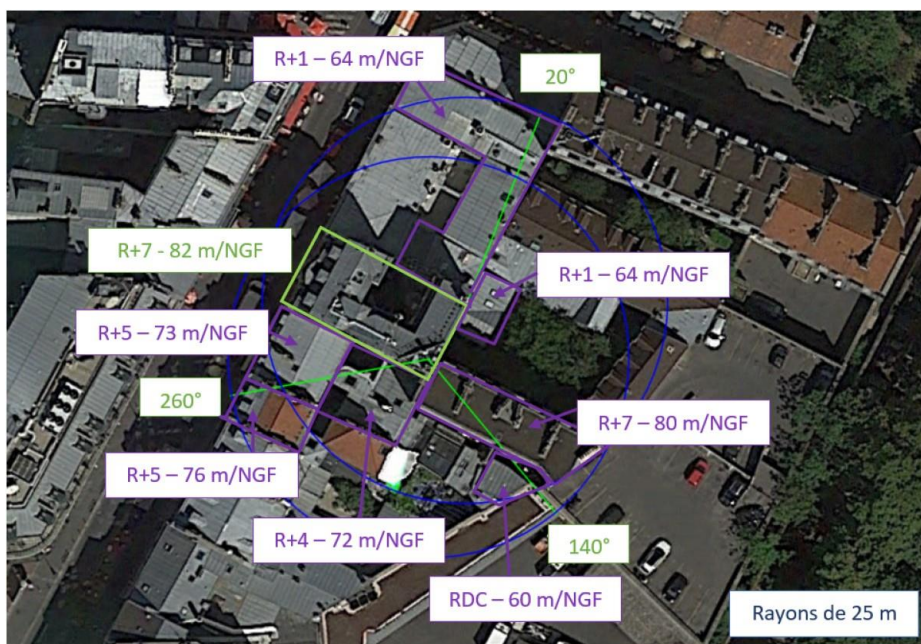 R+1 – 64 m/NGF
20°
R+7 - 82 m/NGF
R+1 – 64 m/NGF
R+5 – 73 m/NGF
260°
R+7 – 80 m/NGF
R+5 – 76 m/NGF
R+4 – 72 m/NGF
140°
RDC – 60 m/NGF
Rayons de 25 m